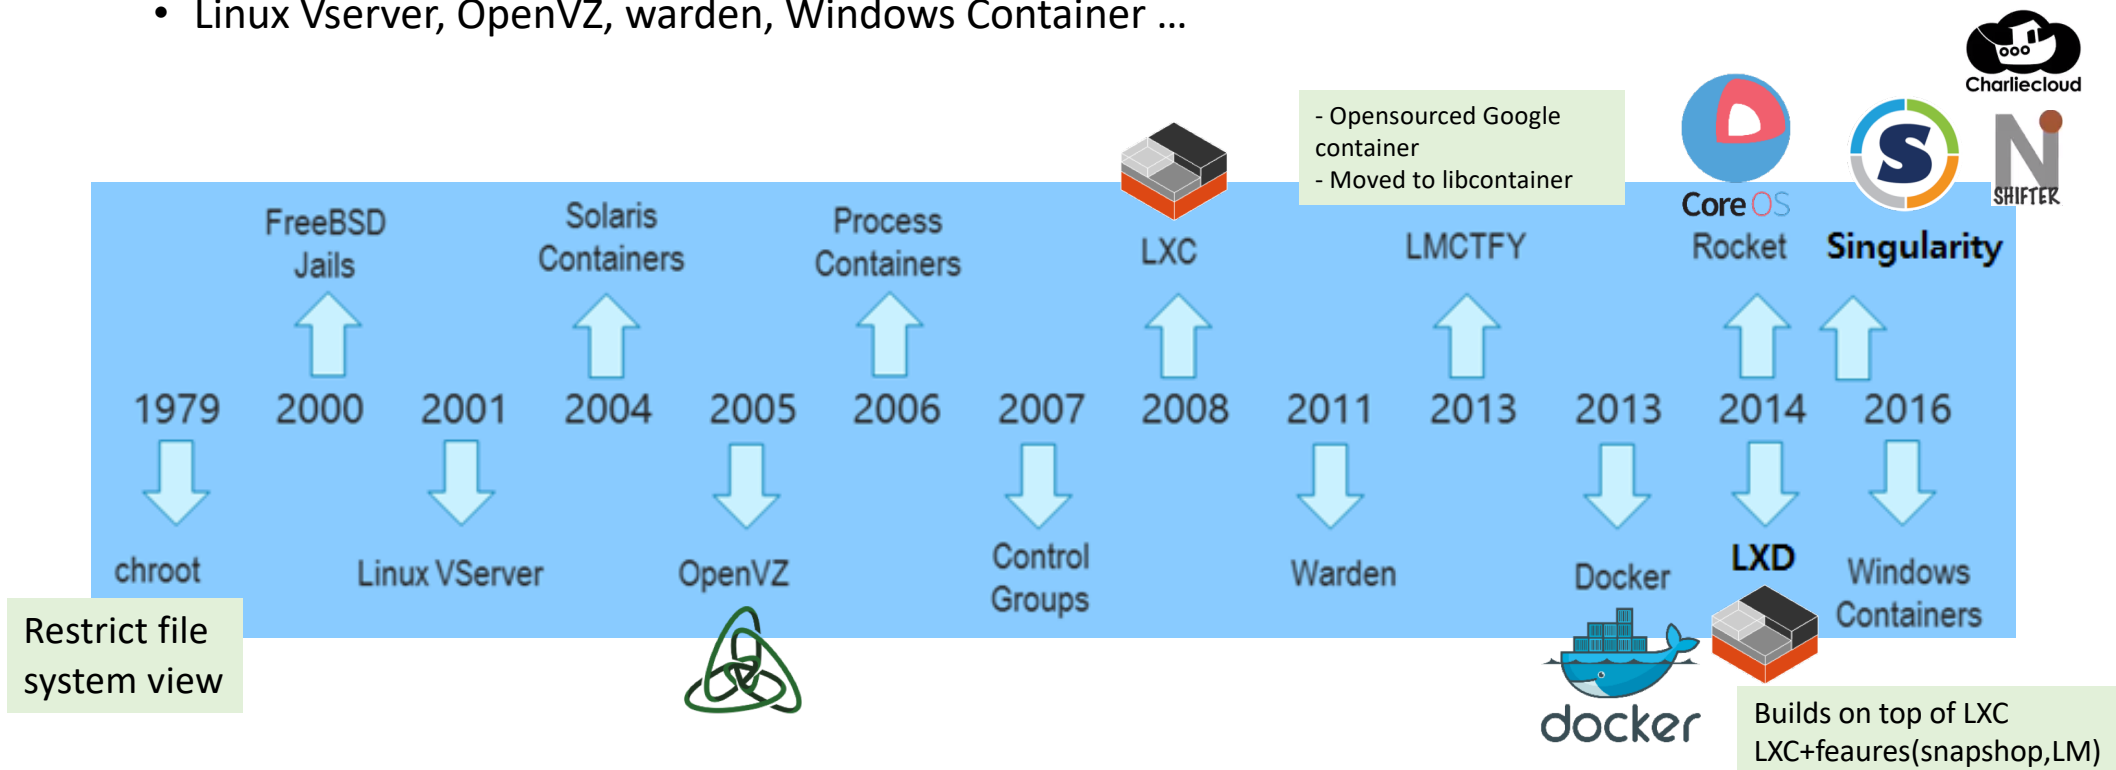 • Linux Vserver, OpenVZ, warden, Windows Container ...
Charliecloud
- Opensourced Google
container
- Moved to libcontainer
S
N
SHIFTER
Core OS
FreeBSD
Jails
Solaris
Containers
Process
Containers
LXC
LMCTFY
Rocket
Singularity
1979 2000 2001 2004 2005 2006 2007 2008 2011 2013 2013 2014 2016
chroot
Linux VServer
OpenVZ
Control
Groups
Warden
Docker
LXD
Windows
Containers
Restrict file
system view
docker
Builds on top of LXC
LXC+feaures(snapshop,LM)